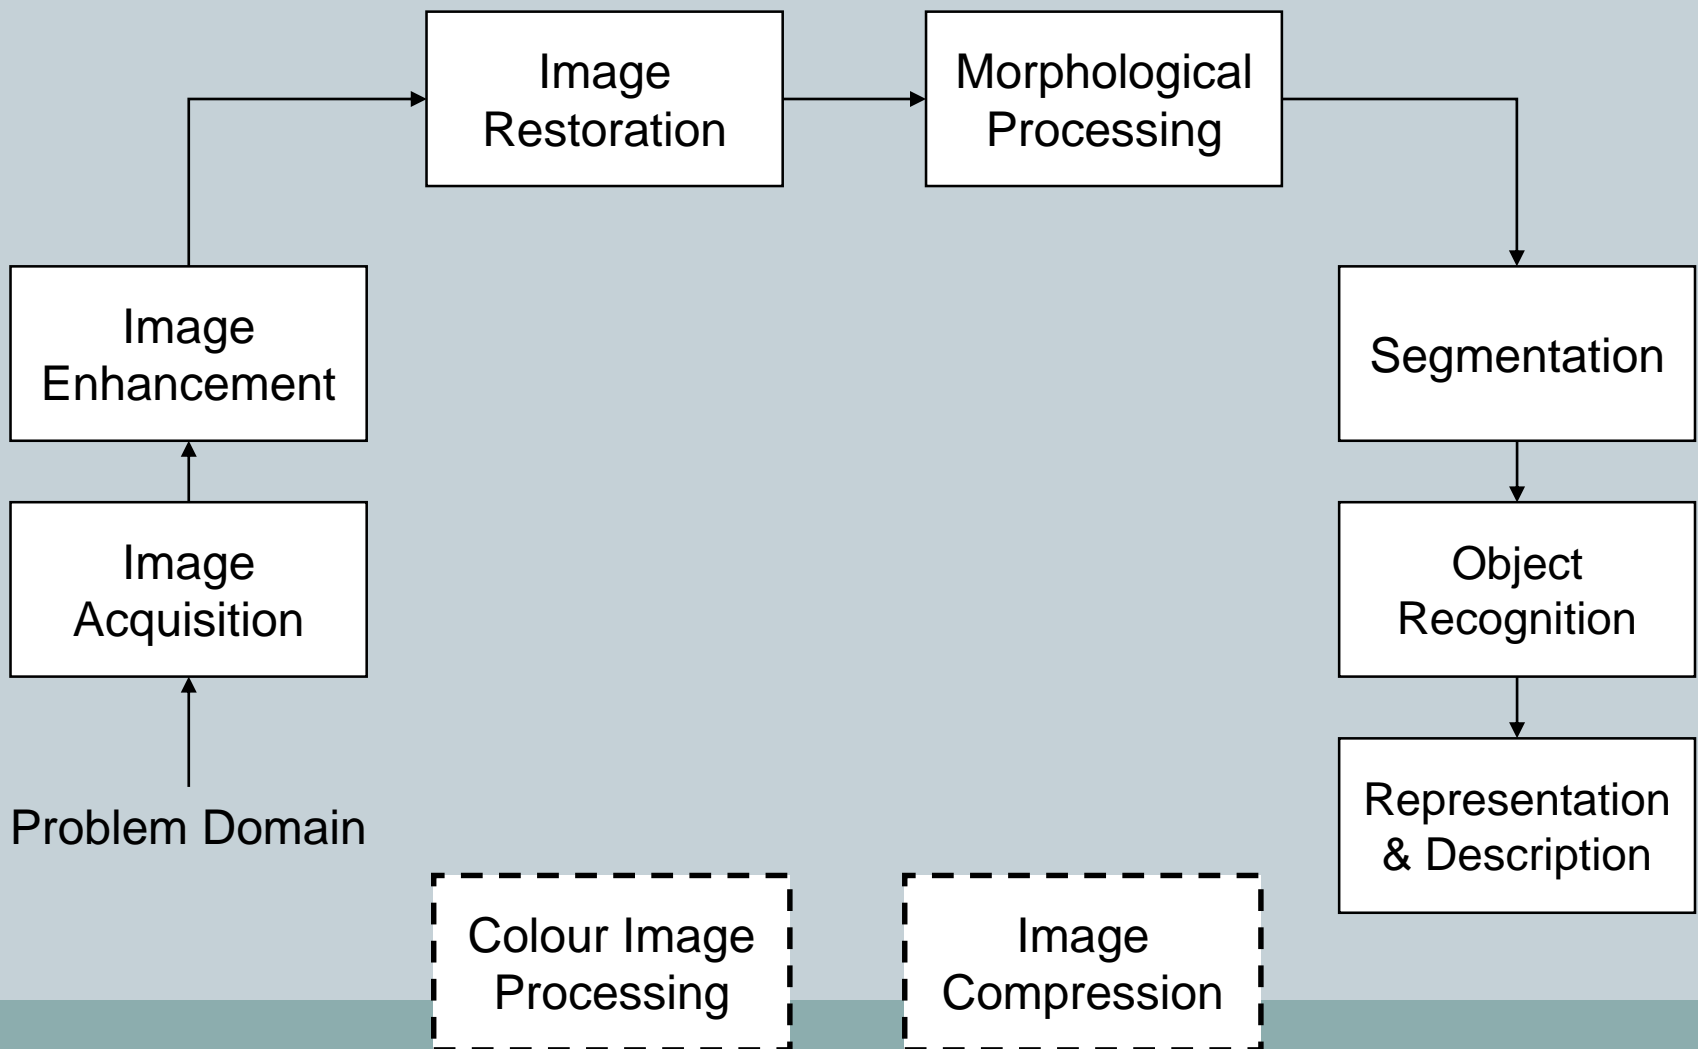 Image
Restoration
Morphological
Processing
Image
Enhancement
Segmentation
Image
Acquisition
Object
Recognition
Problem Domain
Representation
& Description
Colour Image
Processing
Image
Compression